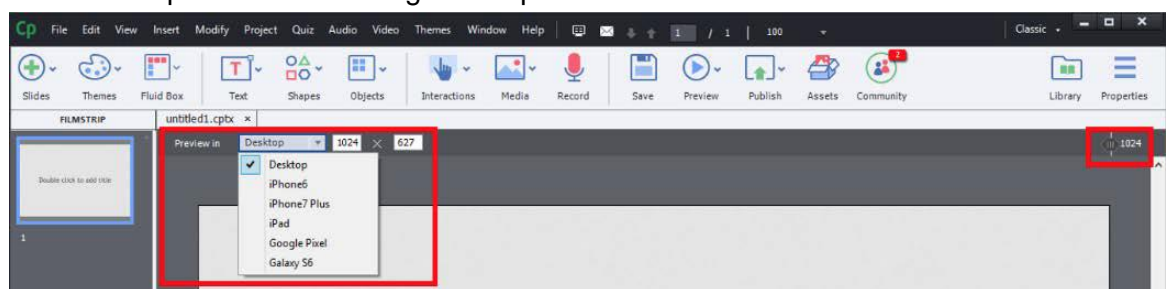 Cp File Edit View Insert Modify Project Quiz Audio Video Themes Window Help 1 / 1 100 Classic
2
Slides Themes Fluid Box Text Shapes Objects Interactions Media Record Save Preview Publish Assets Community Library Properties
FILMSTRIP untitled1.cptx ×
Preview in Desktop 1024 × 627 1024
Desktop
Double click to add title
iPhone6
iPhone7 Plus
iPad
1 Google Pixel
Galaxy S6